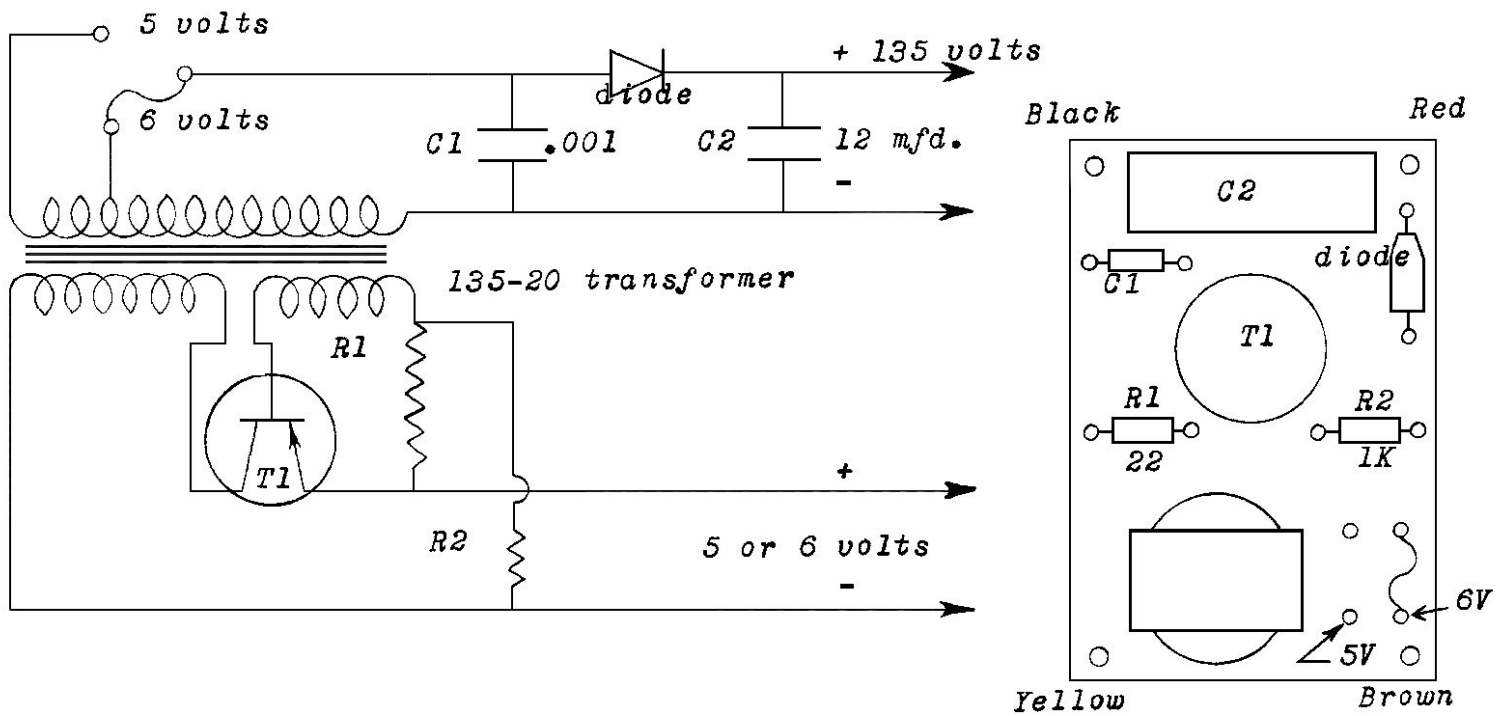 5 volts
6 volts
+ 135 volts
diode
C1
.001
C2
12 mfd.
-
135-20 transformer
R1
T1
+
R2
5 or 6 volts
-
Black
Red
C2
diode
C1
T1
R1
R2
22
1K
6V
5V
Yellow
Brown